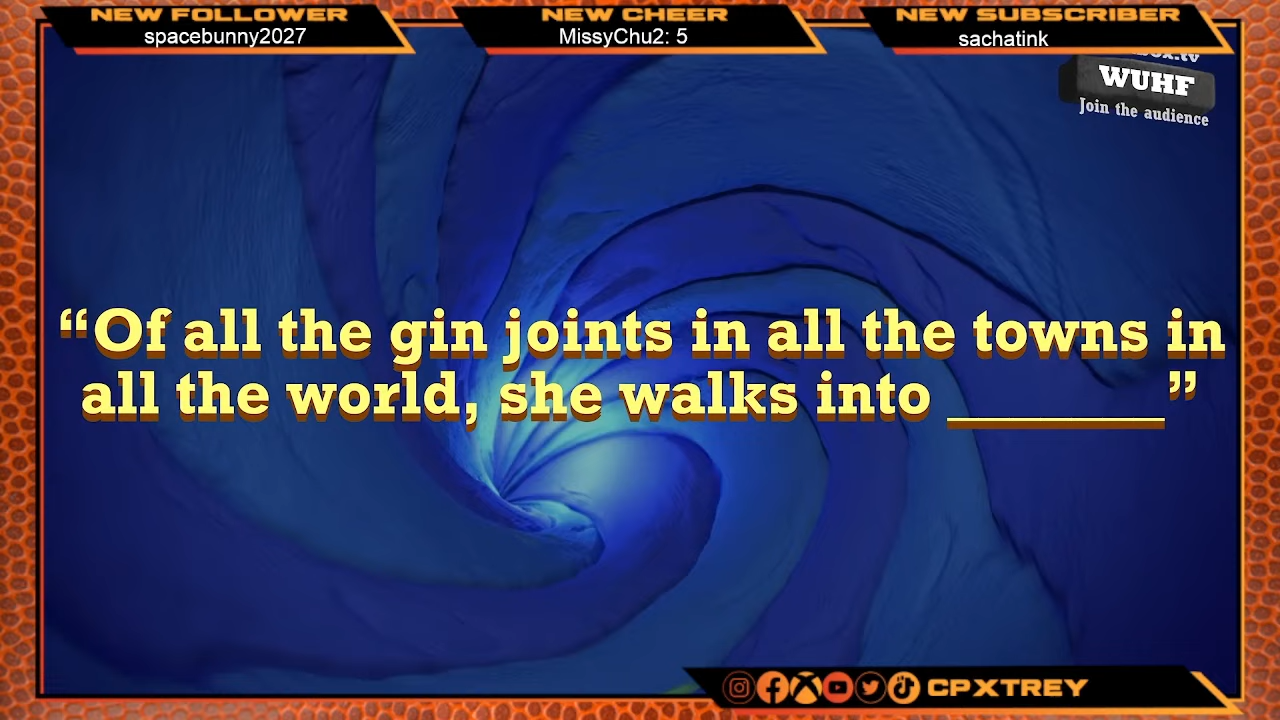 NEW FOLLOWER
spacebunny2027
NEW CHEER
MissyChu2: 5
NEW SUBSCRIBER
sachatink
WUHF
Join the audience
“Of all the gin joints in all the towns in
all the world, she walks into ________”
CPXTREY